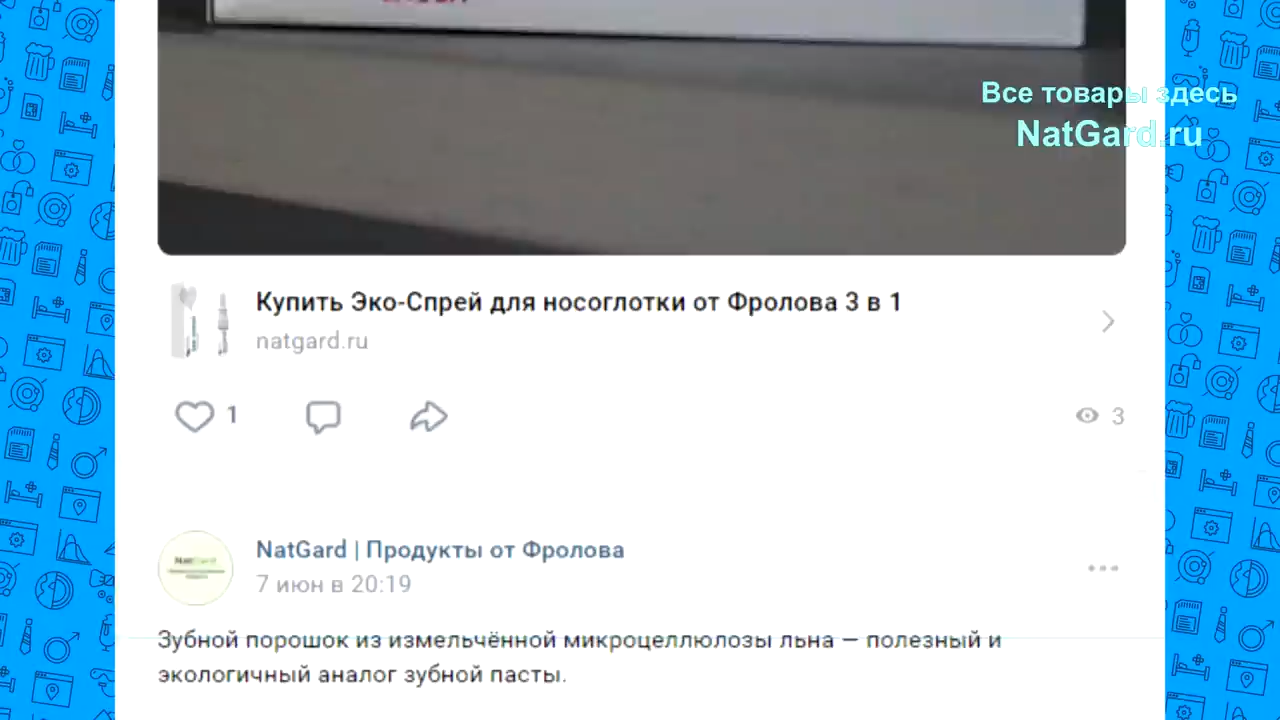 Все товары здесь
NatGard.ru
Купить Эко-Спрей для носоглотки от Фролова 3 в 1
natgard.ru
1
3
NatGard | Продукты от Фролова
7 июн в 20:19
Зубной порошок из измельчённой микроцеллюлозы льна — полезный и
экологичный аналог зубной пасты.